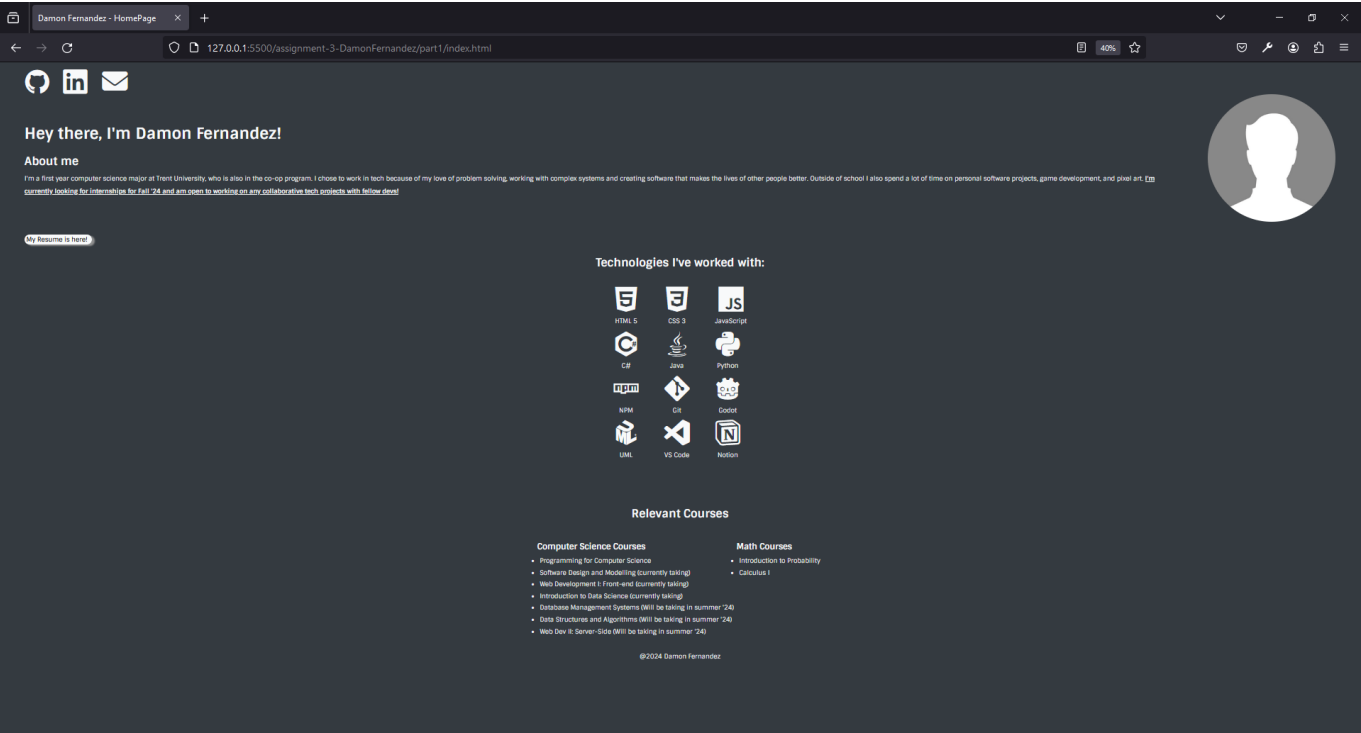 Damon Fernandez - HomePage
127.0.0.1:5500/assignment-3-DamonFernandez/part1/index.html
40%
in
Hey there, I'm Damon Fernandez!
About me
I'm a first year computer science major at Trent University, who is also in the co-op program. I chose to work in tech because of my love of problem solving, working with complex systems and creating software that makes the lives of other people better. Outside of school I also spend a lot of time on personal software projects, game development, and pixel art. I'm
currently looking for internships for Fall '24 and am open to working on any collaborative tech projects with fellow devs!
My Resume is here!
Technologies I've worked with:
5 3 JS
HTML 5 CSS 3 JavaScript
C#
C# Java Python
npm
NPM Git Godot
UML N
UML VS Code Notion
Relevant Courses
Computer Science Courses
• Programming for Computer Science
• Software Design and Modelling (currently taking)
• Web Development I: Front-end (currently taking)
• Introduction to Data Science (currently taking)
• Database Management Systems (Will be taking in summer '24)
• Data Structures and Algorithms (Will be taking in summer '24)
• Web Dev II: Server-Side (Will be taking in summer '24)
Math Courses
• Introduction to Probability
• Calculus I
@2024 Damon Fernandez